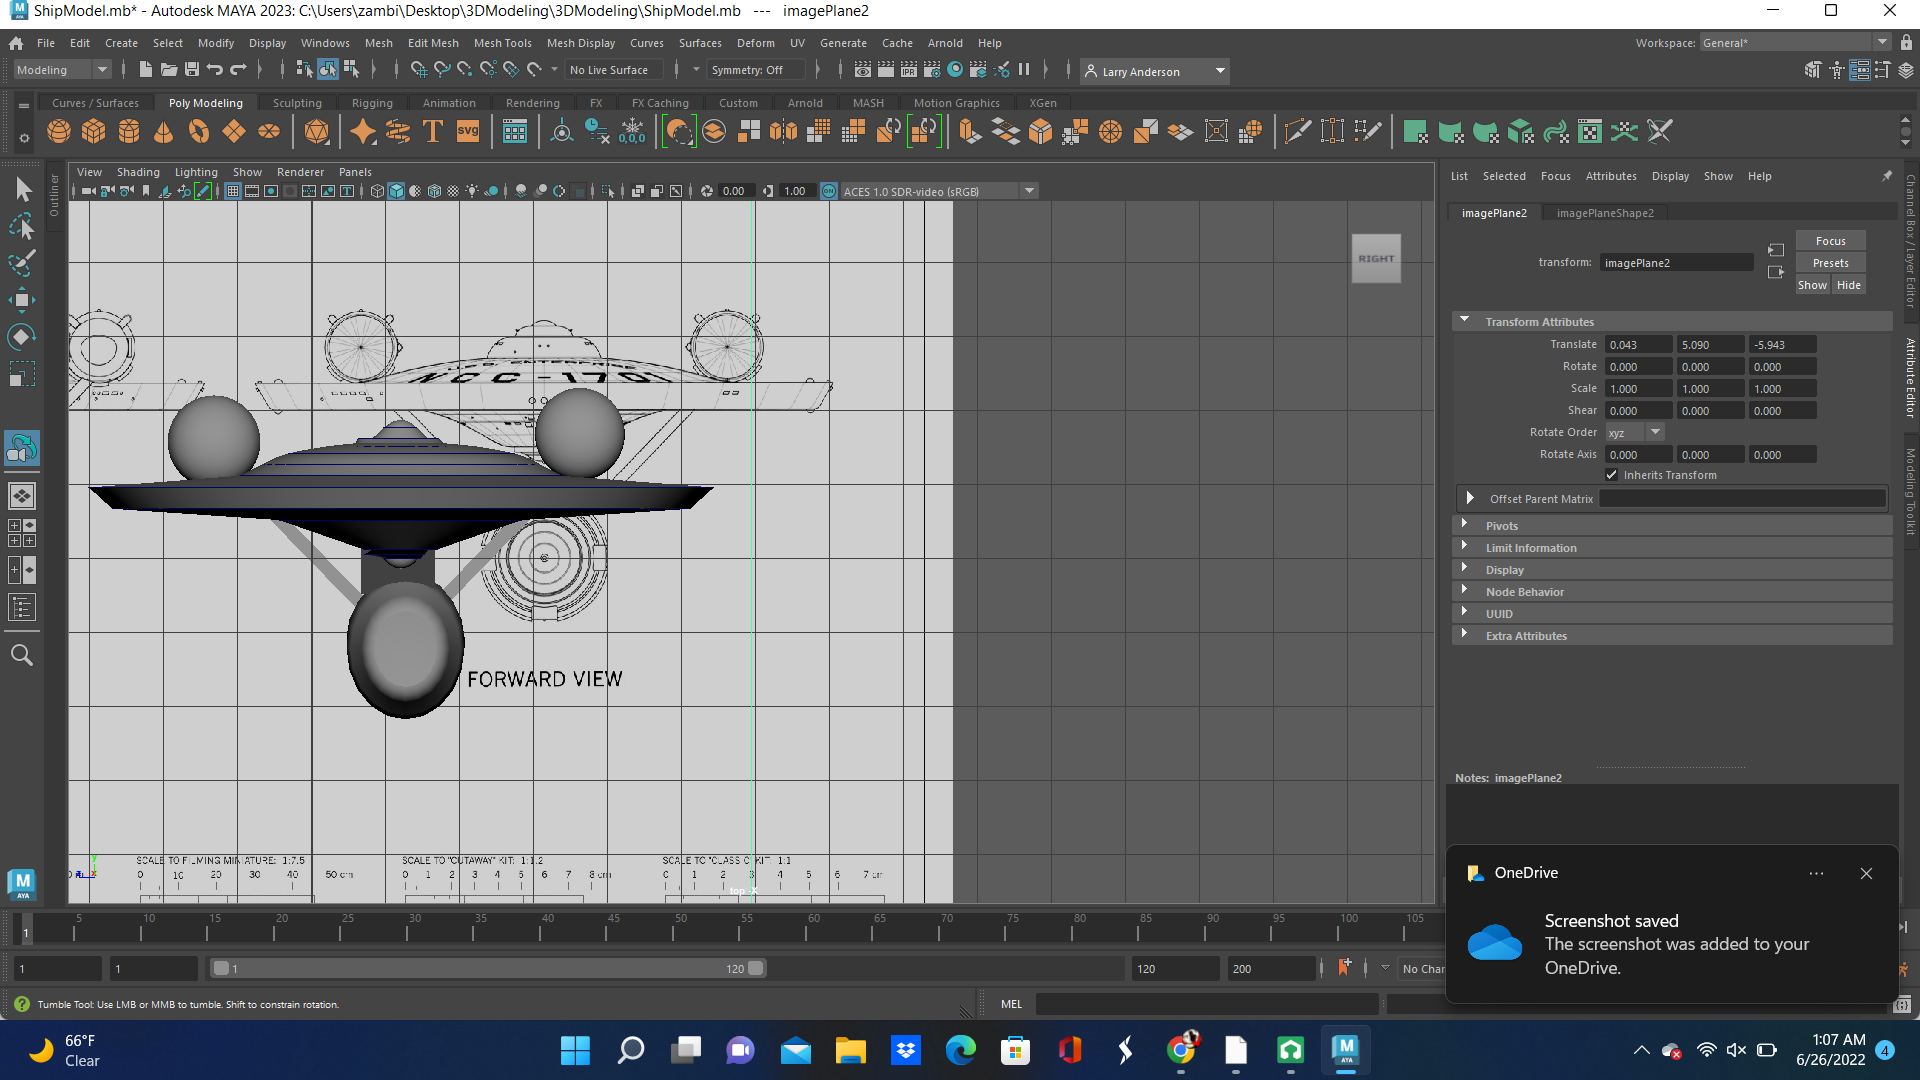 ShipModel.mb* - Autodesk MAYA 2023: C:\Users\zambi\Desktop\3DModeling\3DModeling\ShipModel.mb --- imagePlane2
File Edit Create Select Modify Display Windows Mesh Edit Mesh Mesh Tools Mesh Display Curves Surfaces Deform UV Generate Cache Arnold Help
Workspace: General*
Modeling
No Live Surface
Symmetry: Off
IPR
Larry Anderson
Curves / Surfaces Poly Modeling Sculpting Rigging Animation Rendering FX FX Caching Custom Arnold MASH Motion Graphics XGen
T
SVG
0,0,0
Outliner
View Shading Lighting Show Renderer Panels
0.00
1.00
ON
ACES 1.0 SDR-video (sRGB)
RIGHT
FORWARD VIEW
SCALE TO FILMING MINIATURE: 1:7.5
0 10 20 30 40 50 cm
SCALE TO "CUTAWAY" KIT: 1:1.2
0 1 2 3 4 5 6 7 8 cm
SCALE TO "CLASSIC" KIT: 1:1
0 1 2 3 4 5 6 7 cm
top -X
y
List Selected Focus Attributes Display Show Help
imagePlane2 imagePlaneShape2
transform: imagePlane2
Focus
Presets
Show Hide
Transform Attributes
Translate 0.043 5.090 -5.943
Rotate 0.000 0.000 0.000
Scale 1.000 1.000 1.000
Shear 0.000 0.000 0.000
Rotate Order xyz
Rotate Axis 0.000 0.000 0.000
Inherits Transform
Offset Parent Matrix
Pivots
Limit Information
Display
Node Behavior
UUID
Extra Attributes
Notes: imagePlane2
Channel Box / Layer Editor
Attribute Editor
Modeling Toolkit
M
AYA
5 10 15 20 25 30 35 40 45 50 55 60 65 70 75 80 85 90 95 100 105
1
1
1
1
120
120
200
No Char
OneDrive
Screenshot saved
The screenshot was added to your
OneDrive.
Tumble Tool: Use LMB or MMB to tumble. Shift to constrain rotation.
MEL
66°F
Clear
1:07 AM
6/26/2022
4